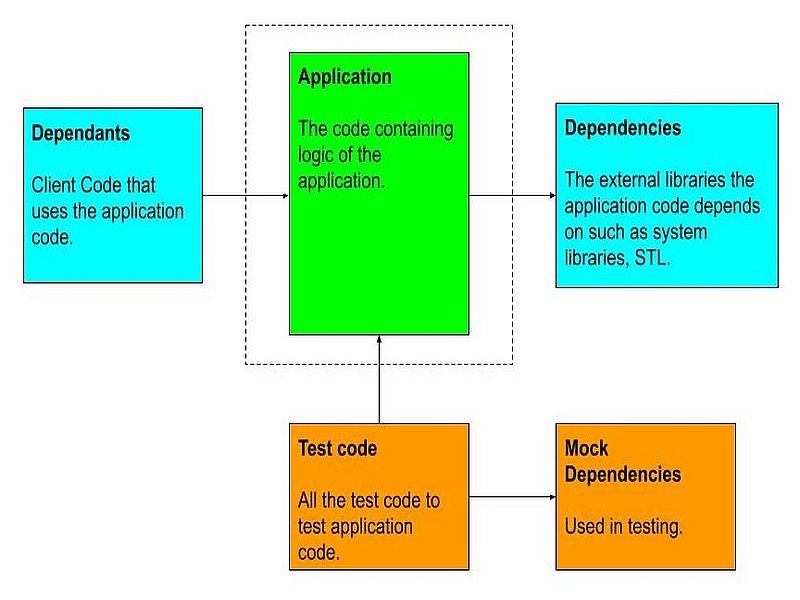 Application
The code containing
logic of the
application.
Dependants
Client Code that
uses the application
code.
Dependencies
The external libraries the
application code depends
on such as system
libraries, STL.
Test code
All the test code to
test application
code.
Mock
Dependencies
Used in testing.